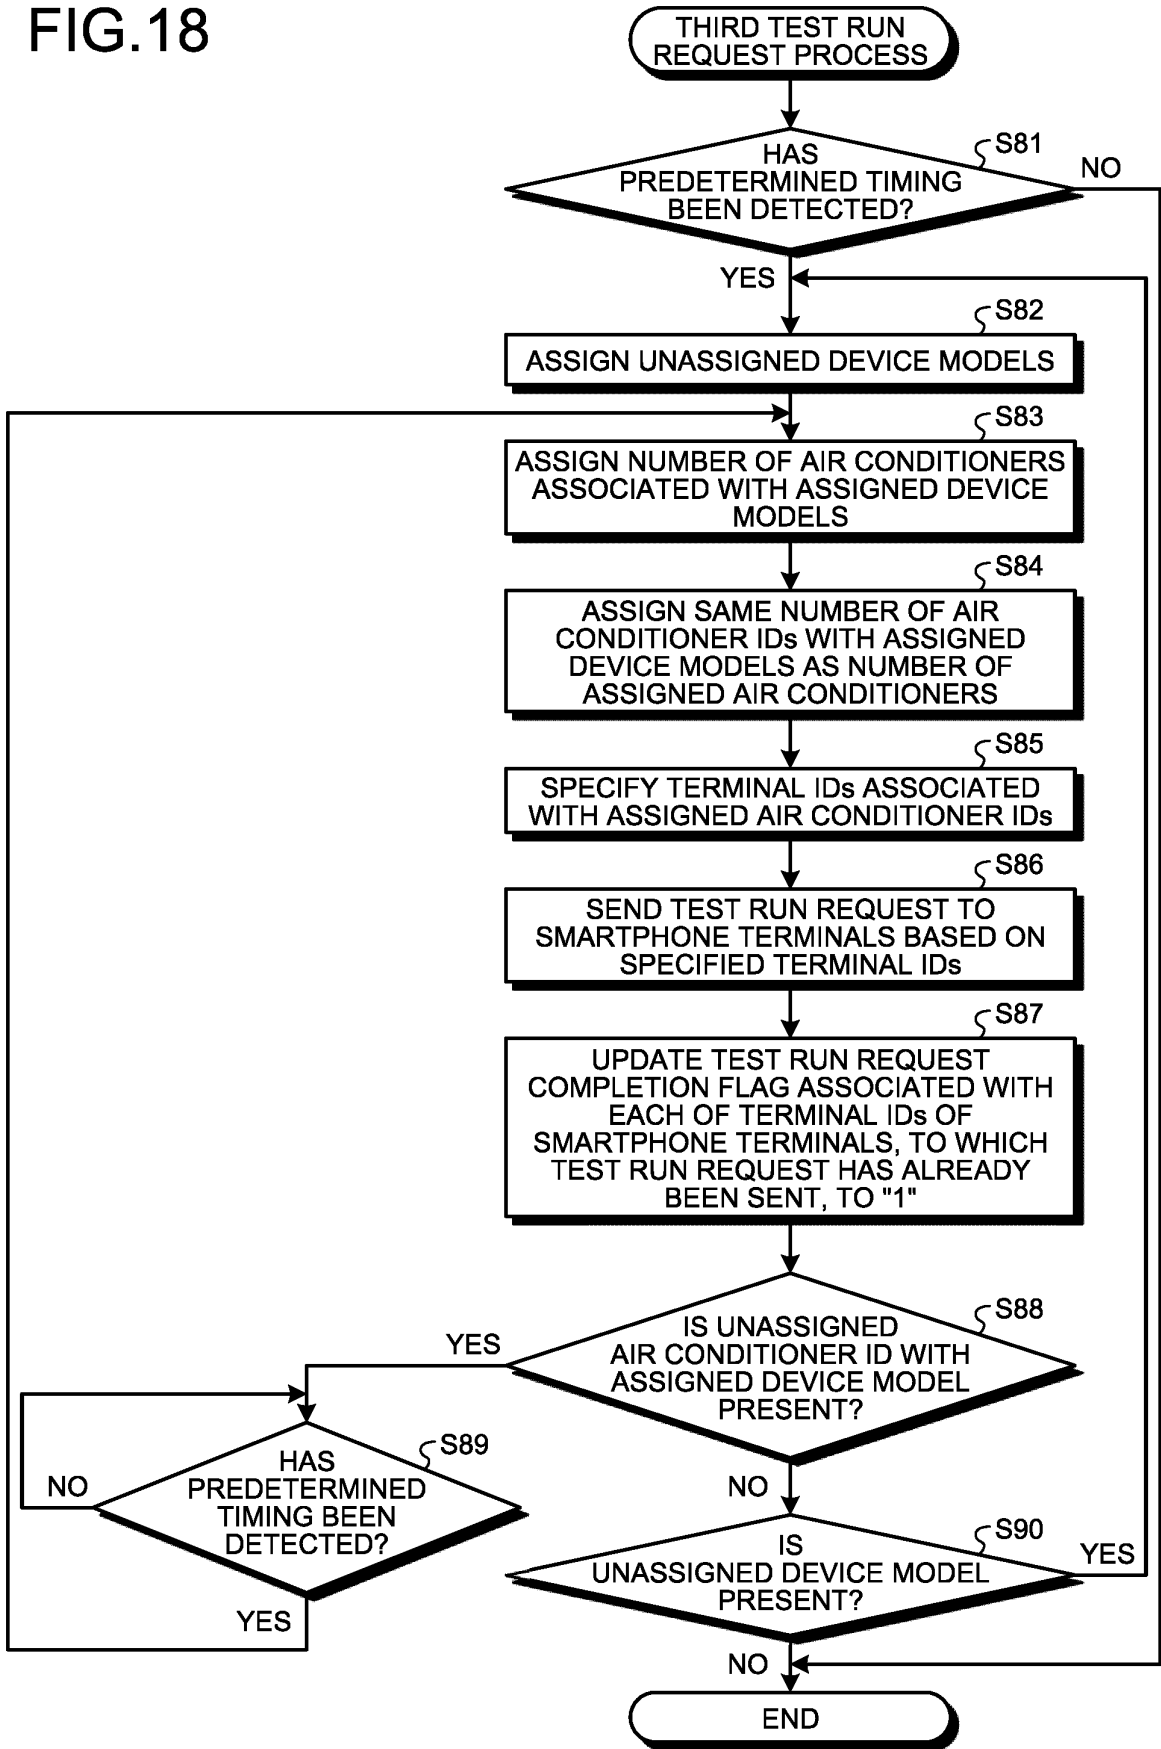 FIG.18
THIRD TEST RUN
REQUEST PROCESS
S81
HAS
PREDETERMINED TIMING
BEEN DETECTED?
NO
YES
S82
ASSIGN UNASSIGNED DEVICE MODELS
S83
ASSIGN NUMBER OF AIR CONDITIONERS
ASSOCIATED WITH ASSIGNED DEVICE
MODELS
S84
ASSIGN SAME NUMBER OF AIR
CONDITIONER IDs WITH ASSIGNED
DEVICE MODELS AS NUMBER OF
ASSIGNED AIR CONDITIONERS
S85
SPECIFY TERMINAL IDs ASSOCIATED
WITH ASSIGNED AIR CONDITIONER IDs
S86
SEND TEST RUN REQUEST TO
SMARTPHONE TERMINALS BASED ON
SPECIFIED TERMINAL IDs
S87
UPDATE TEST RUN REQUEST
COMPLETION FLAG ASSOCIATED WITH
EACH OF TERMINAL IDs OF
SMARTPHONE TERMINALS, TO WHICH
TEST RUN REQUEST HAS ALREADY
BEEN SENT, TO "1"
S88
IS UNASSIGNED
AIR CONDITIONER ID WITH
ASSIGNED DEVICE MODEL
PRESENT?
YES
NO
S89
HAS
PREDETERMINED
TIMING BEEN
DETECTED?
NO
YES
S90
IS
UNASSIGNED DEVICE MODEL
PRESENT?
YES
NO
END